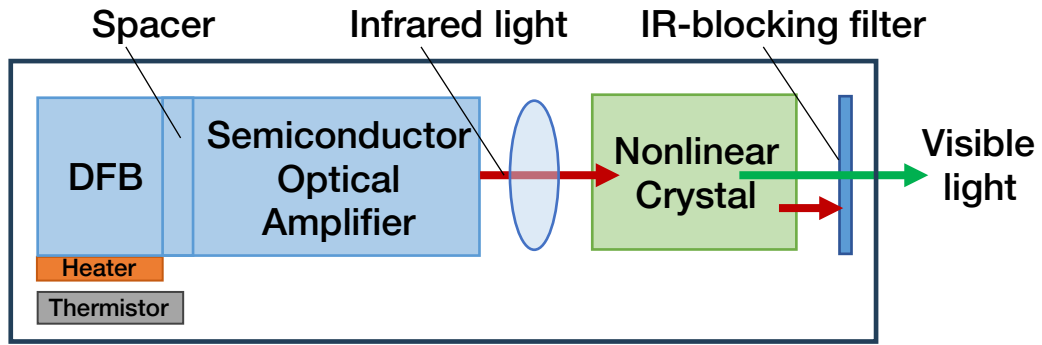 Spacer
Infrared light
IR-blocking filter
DFB
Semiconductor
Optical
Amplifier
Nonlinear
Crystal
Visible
light
Heater
Thermistor